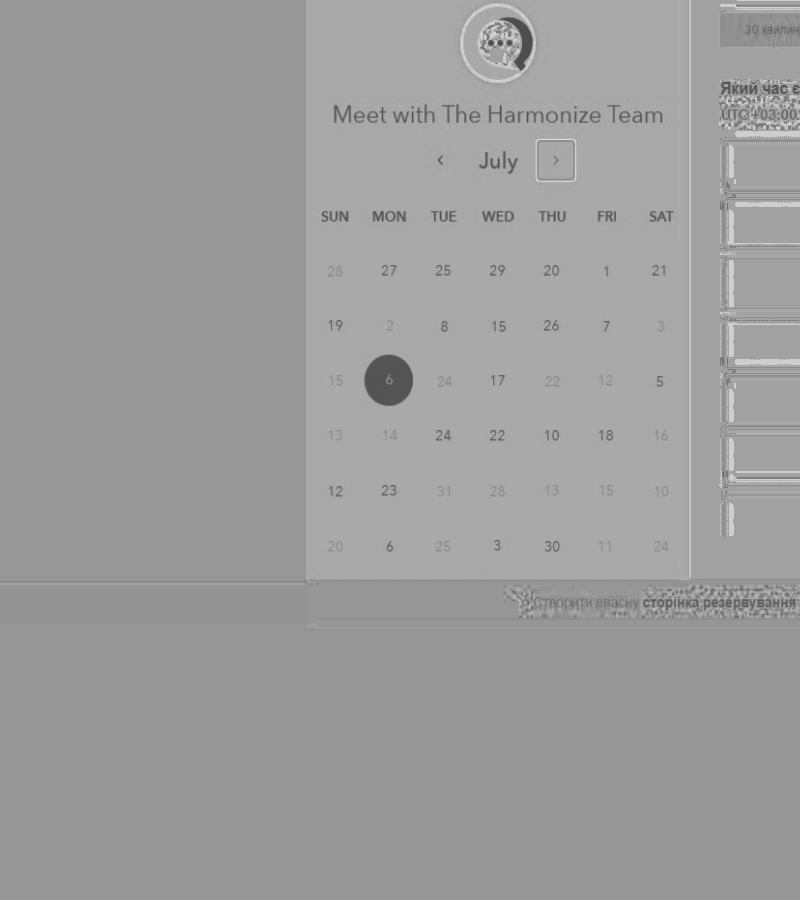 30 хвилин
Meet with The Harmonize Team
Який час є
UTC +03:00
July
SUN MON TUE WED THU FRI SAT
28 27 25 29 20 1 21
19 2 8 15 26 7 3
15 6 24 17 22 12 5
13 14 24 22 10 18 16
12 23 31 28 13 15 10
20 6 25 3 30 11 24
Створити власну сторінка резервування